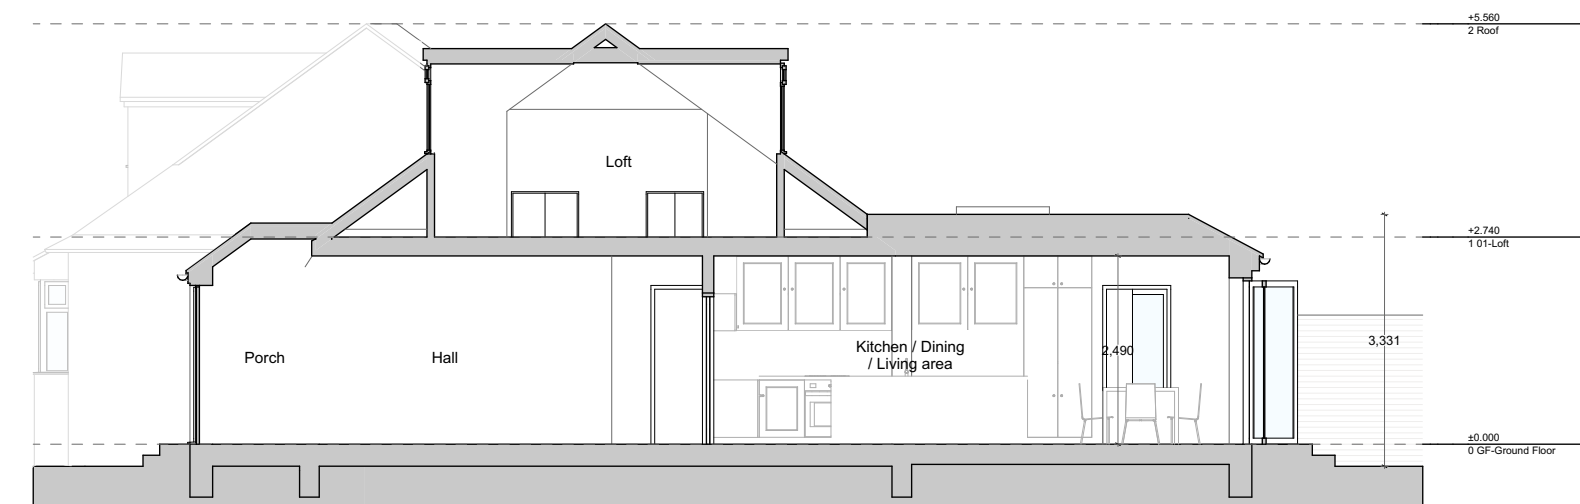 +5.560
2 Roof
Loft
+2.740
1 01-Loft
Porch
Hall
Kitchen / Dining
/ Living area
2,490
3,331
±0.000
0 GF-Ground Floor